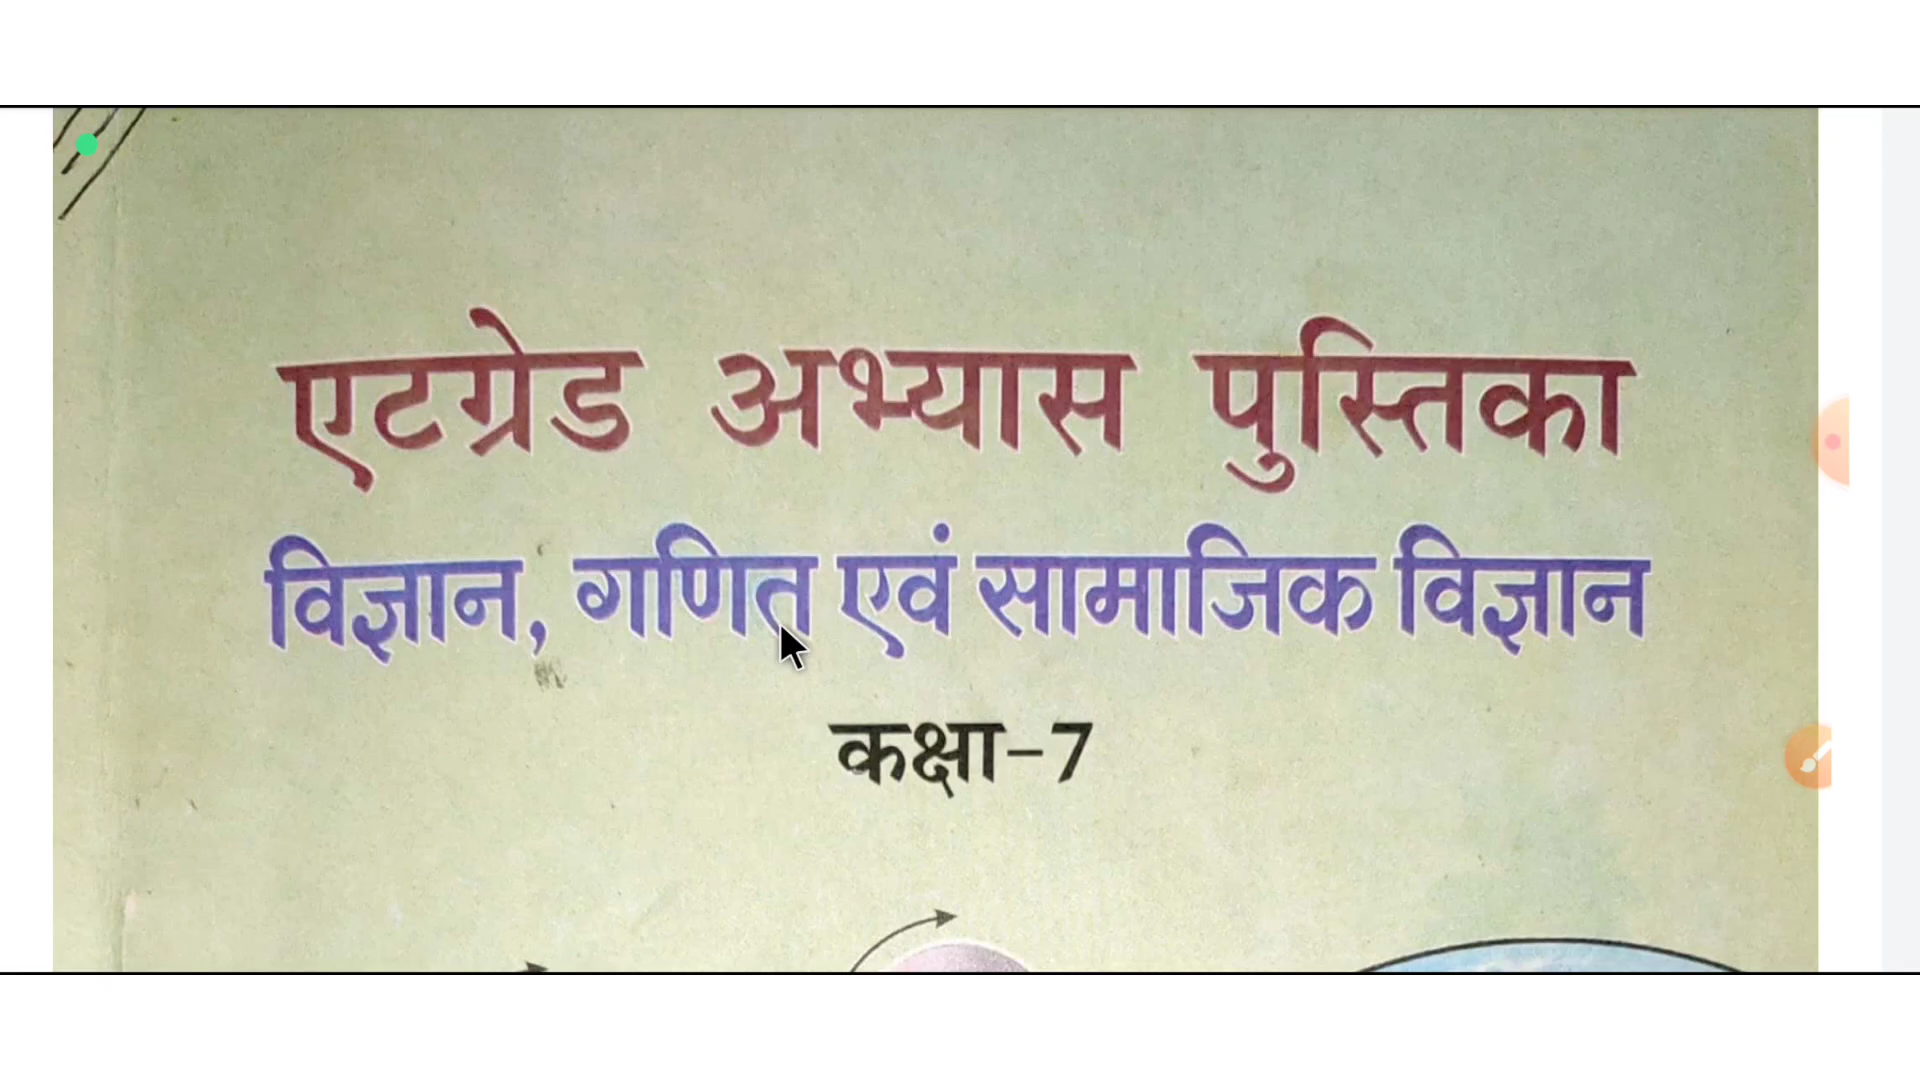 एटग्रेड अभ्यास पुस्तिका
विज्ञान, गणित एवं सामाजिक विज्ञान
कक्षा-7